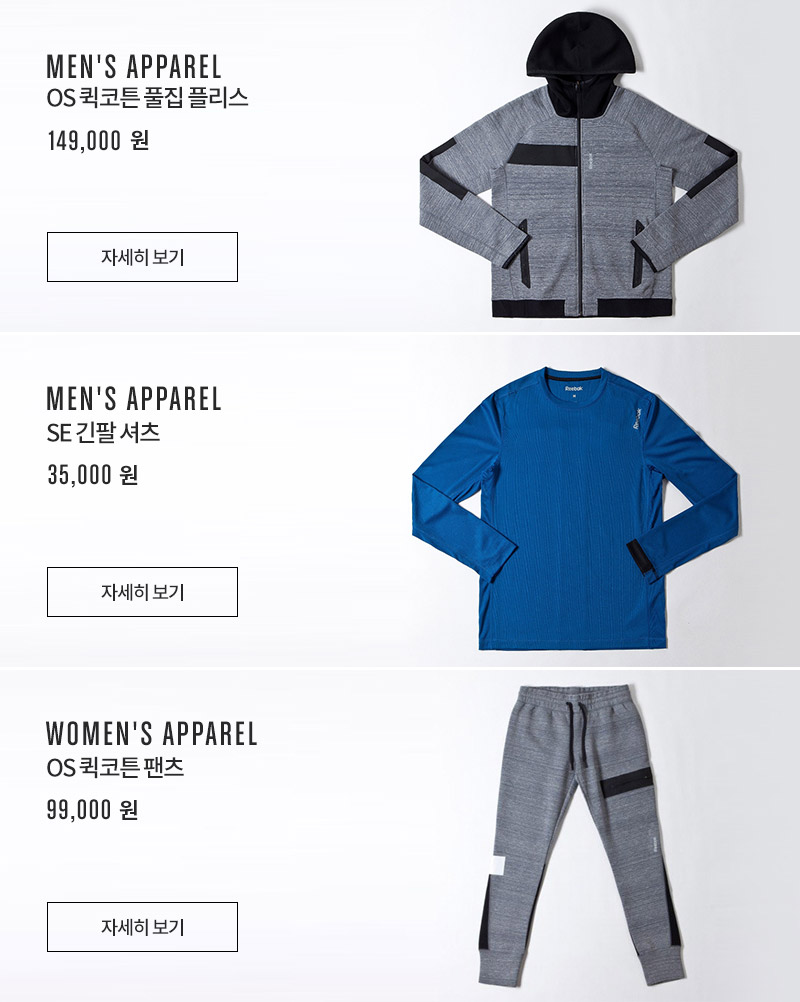 MEN'S APPAREL
OS 퀵코튼 풀집 플리스
149,000 원
자세히 보기
Reebok
MEN'S APPAREL
SE 긴팔 셔츠
35,000 원
자세히 보기
Reebok
Reebok
WOMEN'S APPAREL
OS 퀵코튼 팬츠
99,000 원
자세히 보기
Reebok